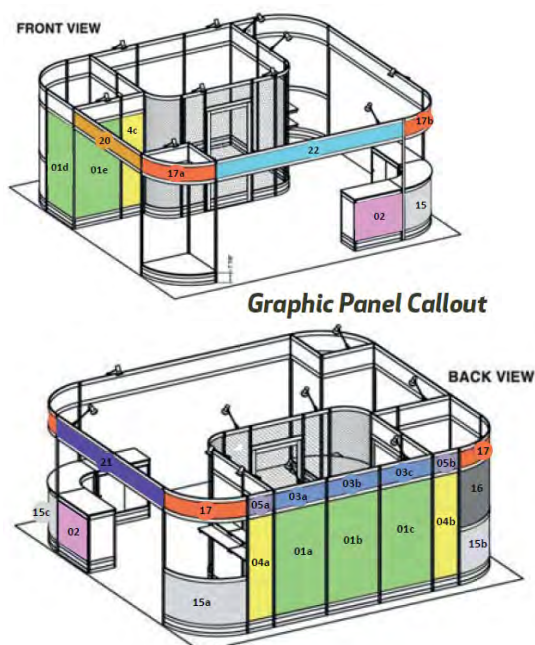 FRONT VIEW
17b
4c
20
22
01d
01e
17a
02
15
Graphic Panel Callout
BACK VIEW
21
17
05b
03c
03b
03a
05a
17
16
15c
02
04b
01c
01b
01a
04a
15b
15a